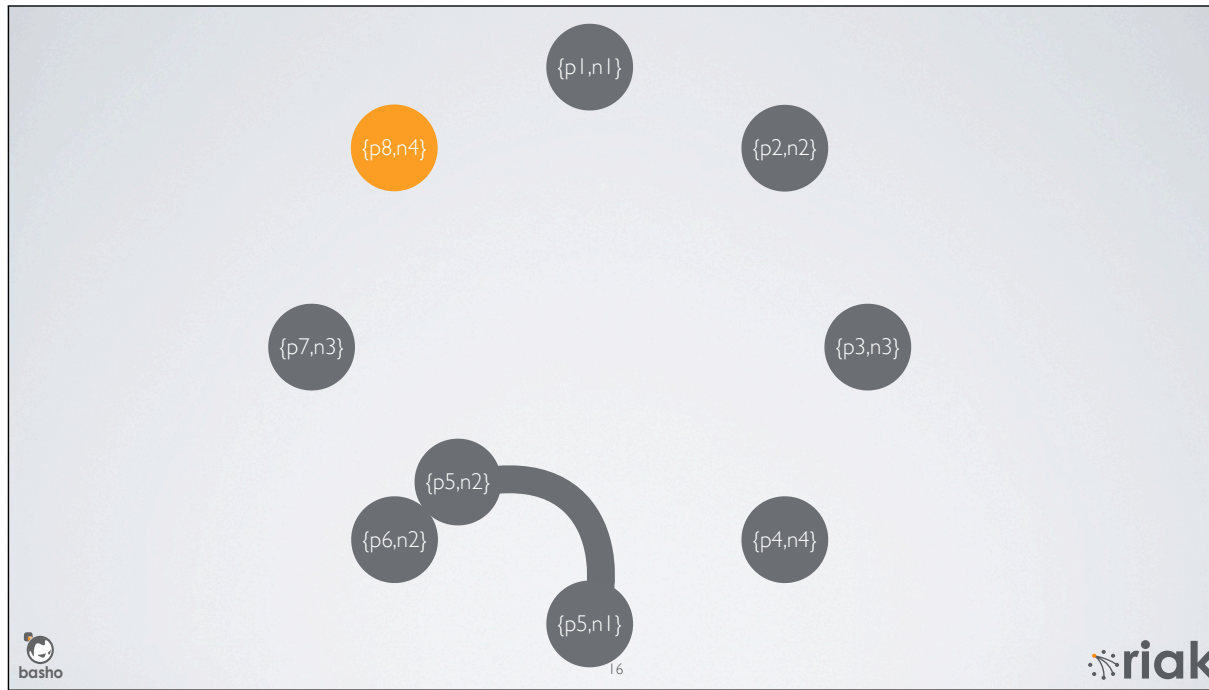 {p1,n1}
{p8,n4}
{p2,n2}
{p7,n3}
{p3,n3}
{p5,n2}
{p6,n2}
{p4,n4}
{p5,n1}
16
basho
riak